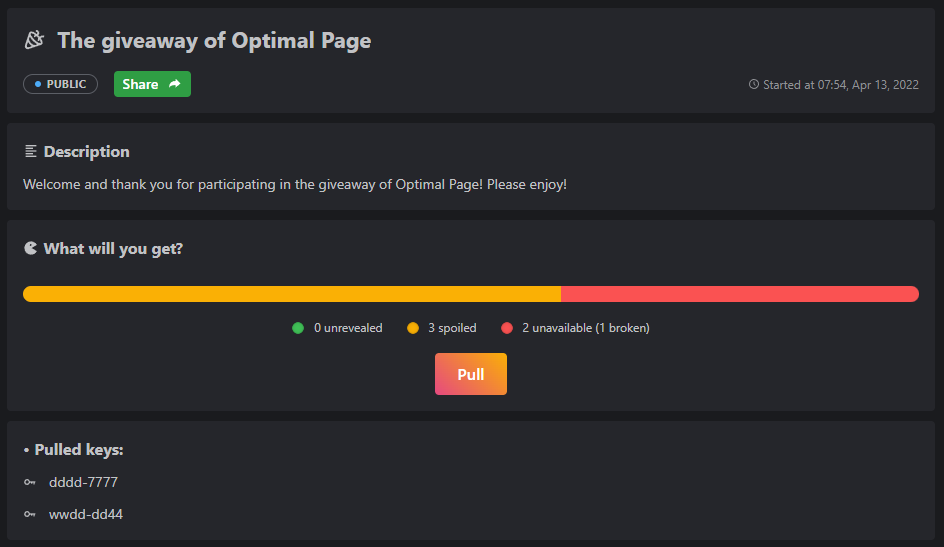 The giveaway of Optimal Page
PUBLIC Share Started at 07:54, Apr 13, 2022
Description
Welcome and thank you for participating in the giveaway of Optimal Page! Please enjoy!
What will you get?
0 unrevealed 3 spoiled 2 unavailable (1 broken)
Pull
• Pulled keys:
dddd-7777
wwdd-dd44